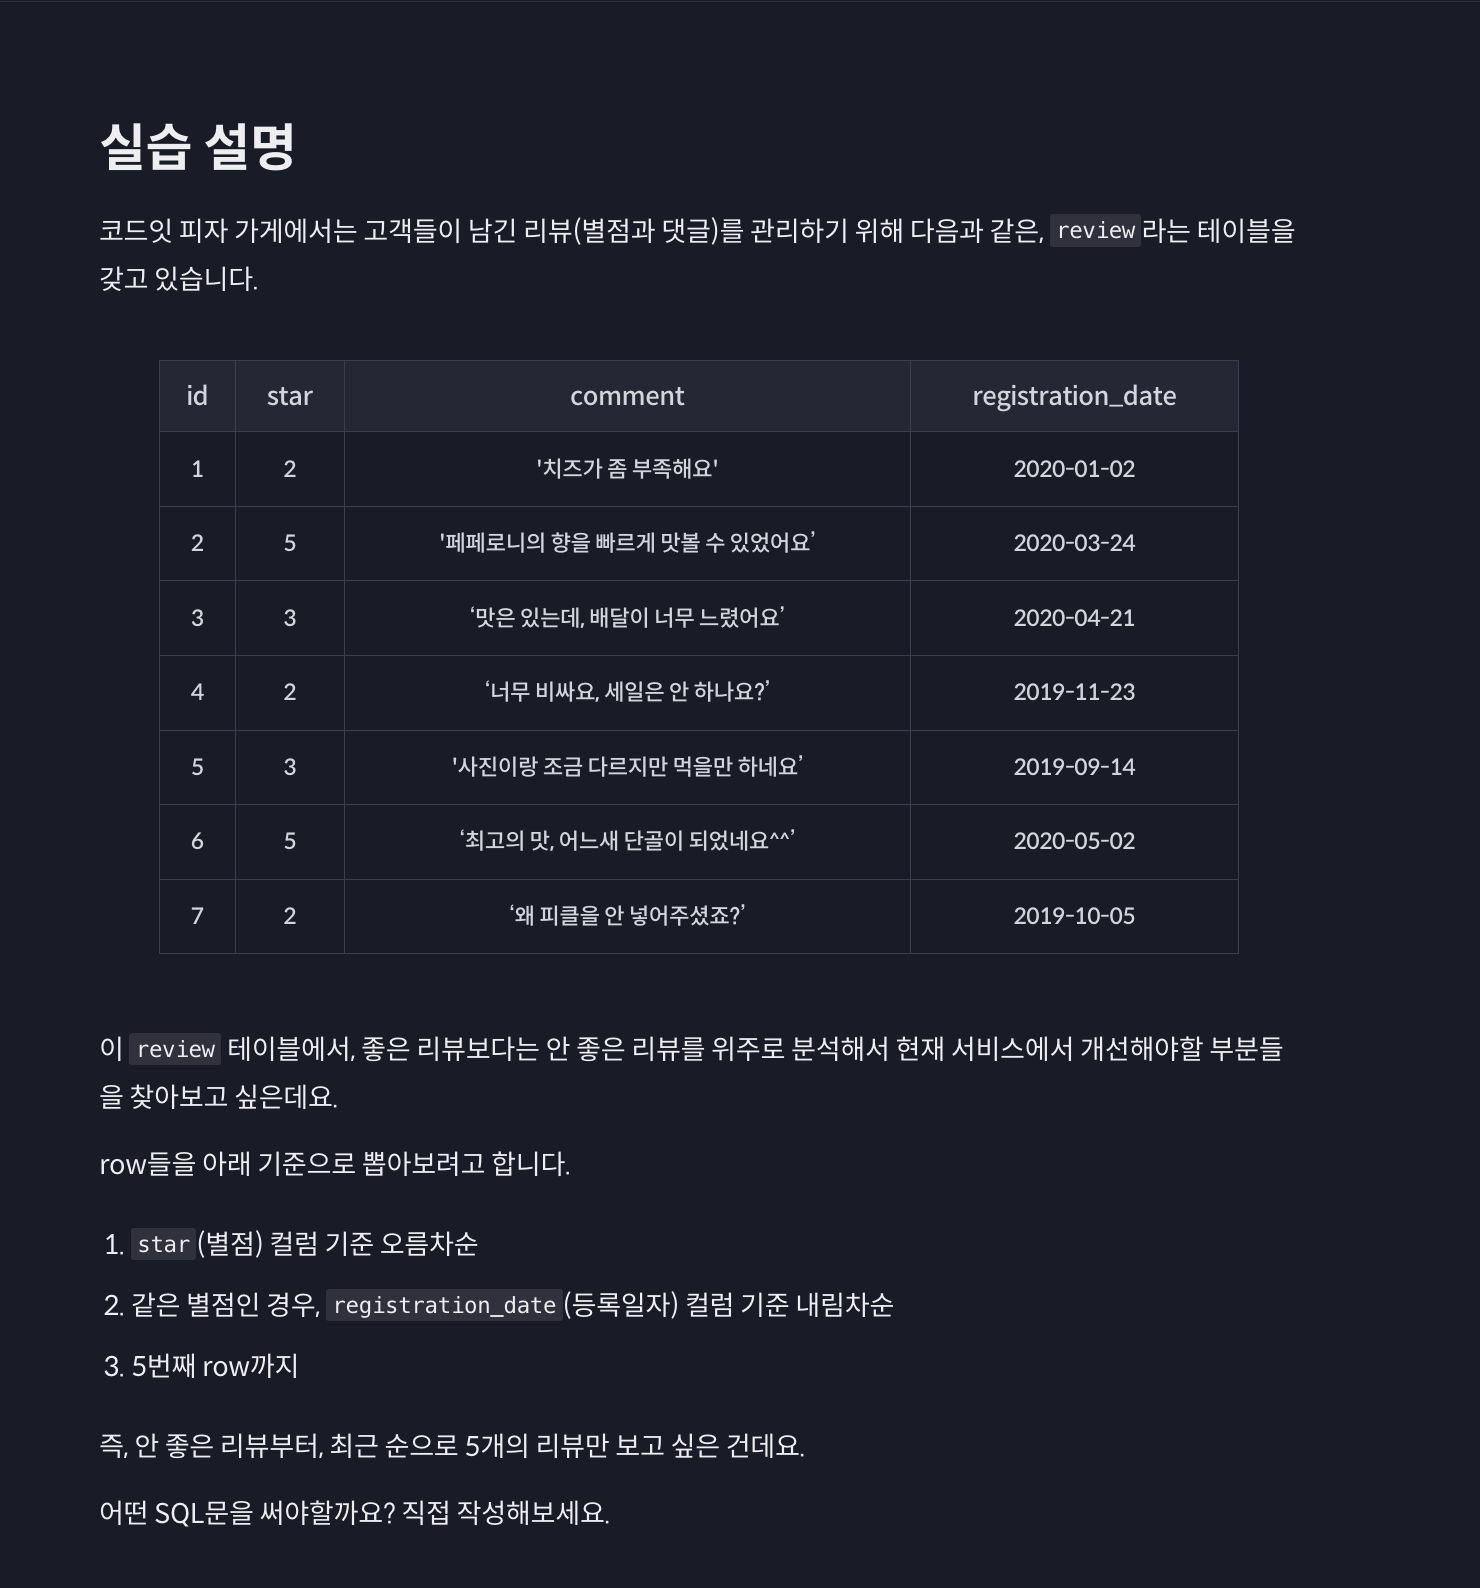 실습 설명
코드잇 피자 가게에서는 고객들이 남긴 리뷰(별점과 댓글)를 관리하기 위해 다음과 같은, review라는 테이블을
갖고 있습니다.
id star comment registration_date
1 2 '치즈가 좀 부족해요' 2020-01-02
2 5 '페페로니의 향을 빠르게 맛볼 수 있었어요’ 2020-03-24
3 3 ‘맛은 있는데, 배달이 너무 느렸어요’ 2020-04-21
4 2 ‘너무 비싸요, 세일은 안 하나요?’ 2019-11-23
5 3 '사진이랑 조금 다르지만 먹을만 하네요’ 2019-09-14
6 5 ‘최고의 맛, 어느새 단골이 되었네요^^’ 2020-05-02
7 2 ‘왜 피클을 안 넣어주셨죠?’ 2019-10-05
이 review 테이블에서, 좋은 리뷰보다는 안 좋은 리뷰를 위주로 분석해서 현재 서비스에서 개선해야할 부분들
을 찾아보고 싶은데요.
row들을 아래 기준으로 뽑아보려고 합니다.
1. star(별점) 컬럼 기준 오름차순
2. 같은 별점인 경우, registration_date(등록일자) 컬럼 기준 내림차순
3. 5번째 row까지
즉, 안 좋은 리뷰부터, 최근 순으로 5개의 리뷰만 보고 싶은 건데요.
어떤 SQL문을 써야할까요? 직접 작성해보세요.